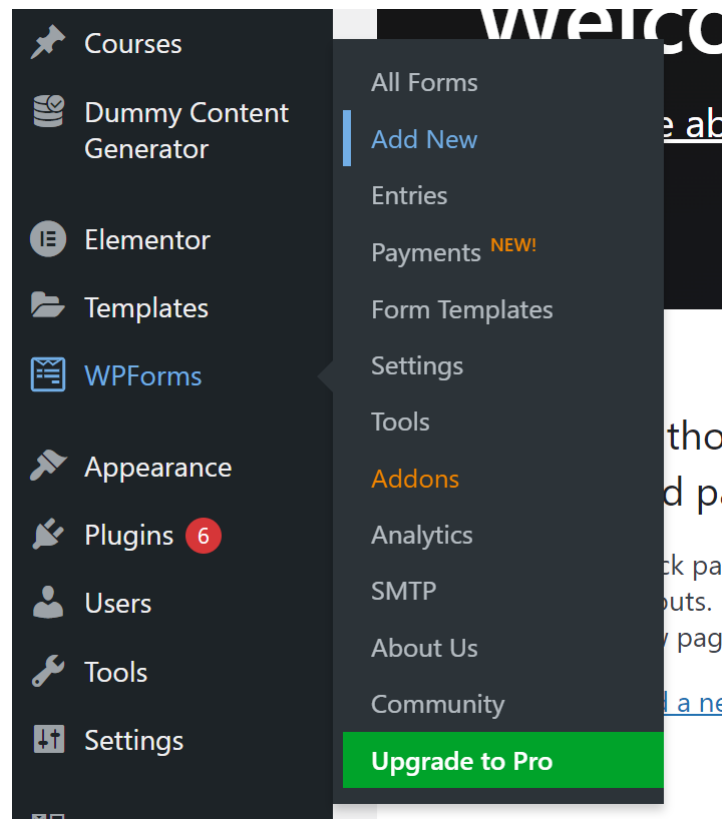 Courses
Dummy Content
Generator
Elementor
Templates
WPForms
Appearance
Plugins 6
Users
Tools
Settings
All Forms
Add New
Entries
Payments NEW!
Form Templates
Settings
Tools
Addons
Analytics
SMTP
About Us
Community
Upgrade to Pro